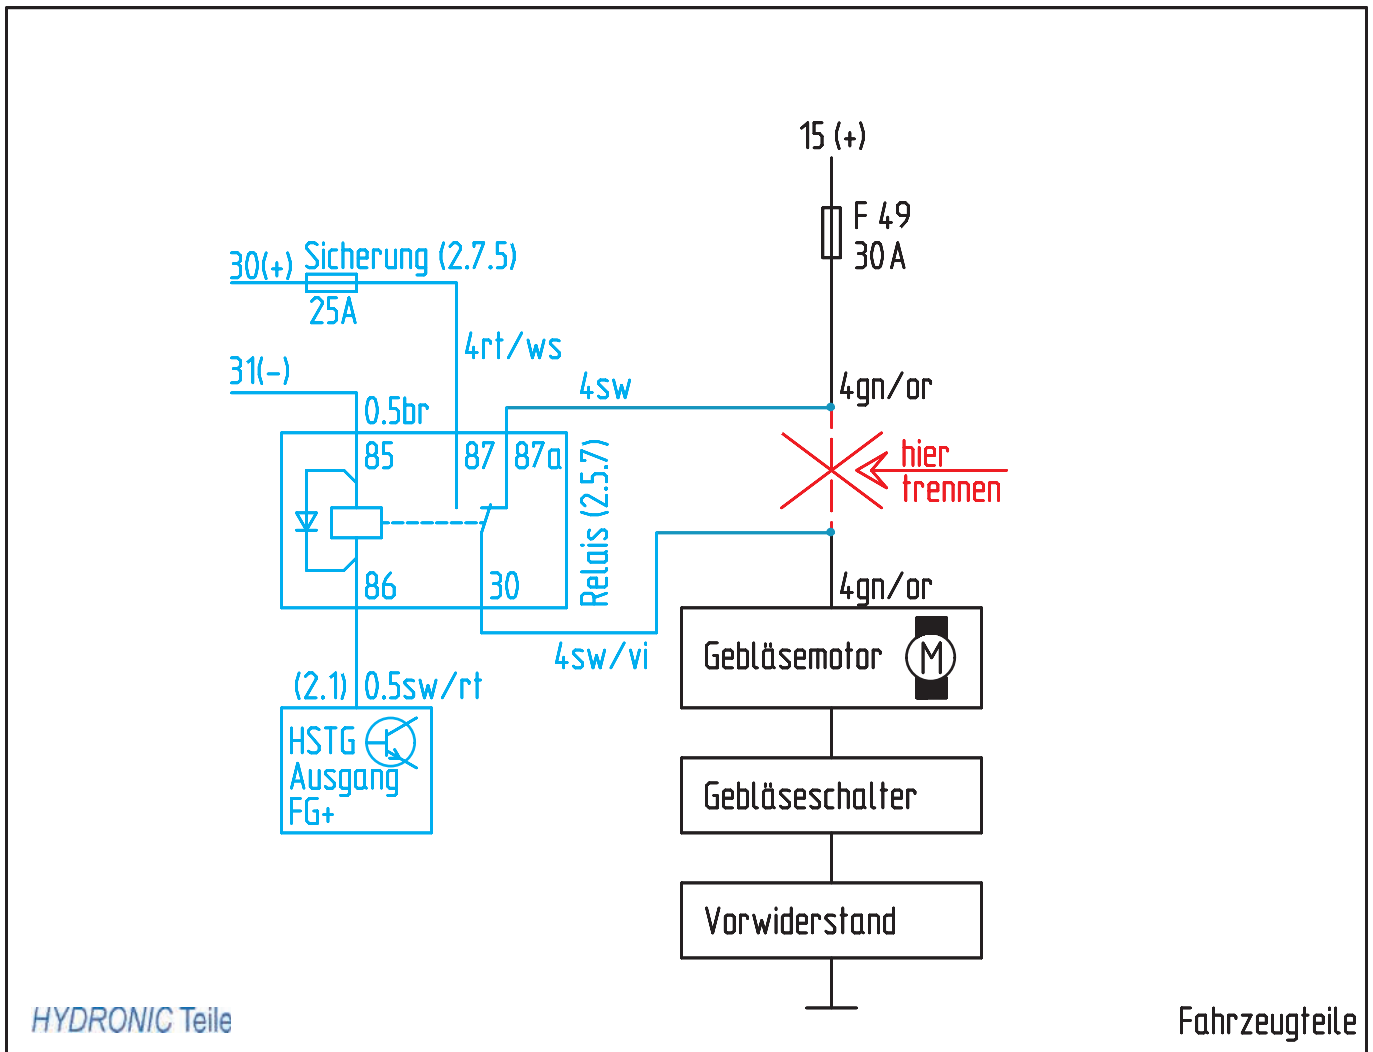 15 (+)
F 49
30 A
30(+)
Sicherung (2.7.5)
25A
4rt/ws
31(-)
0.5br
4sw
4gn/or
85
87
87a
Relais (2.5.7)
hier
trennen
86
30
4gn/or
4sw/vi
Gebläsemotor
M
(2.1)
0.5sw/rt
HSTG
Ausgang
FG+
Gebläseschalter
Vorwiderstand
HYDRONIC Teile
Fahrzeugteile